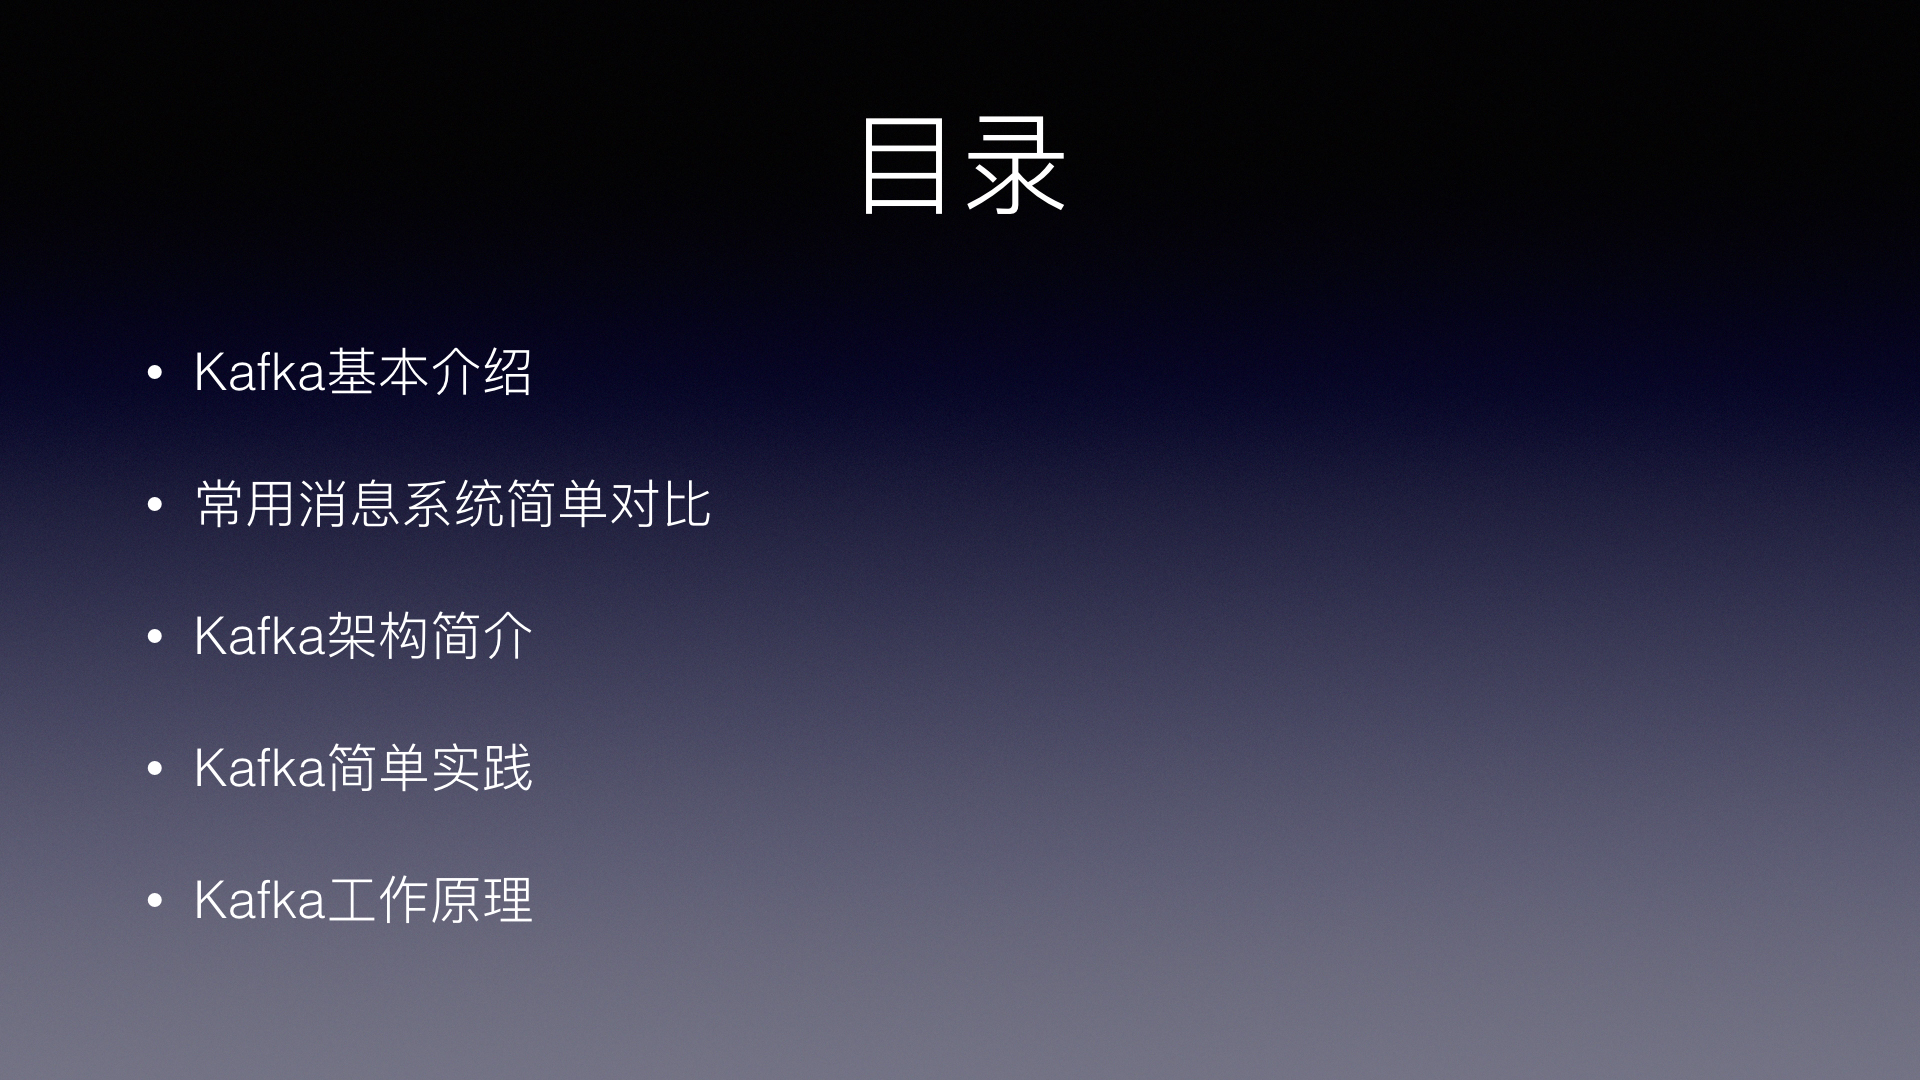 目录
• Kafka基本介绍
• 常用消息系统简单对比
• Kafka架构简介
• Kafka简单实践
• Kafka工作原理